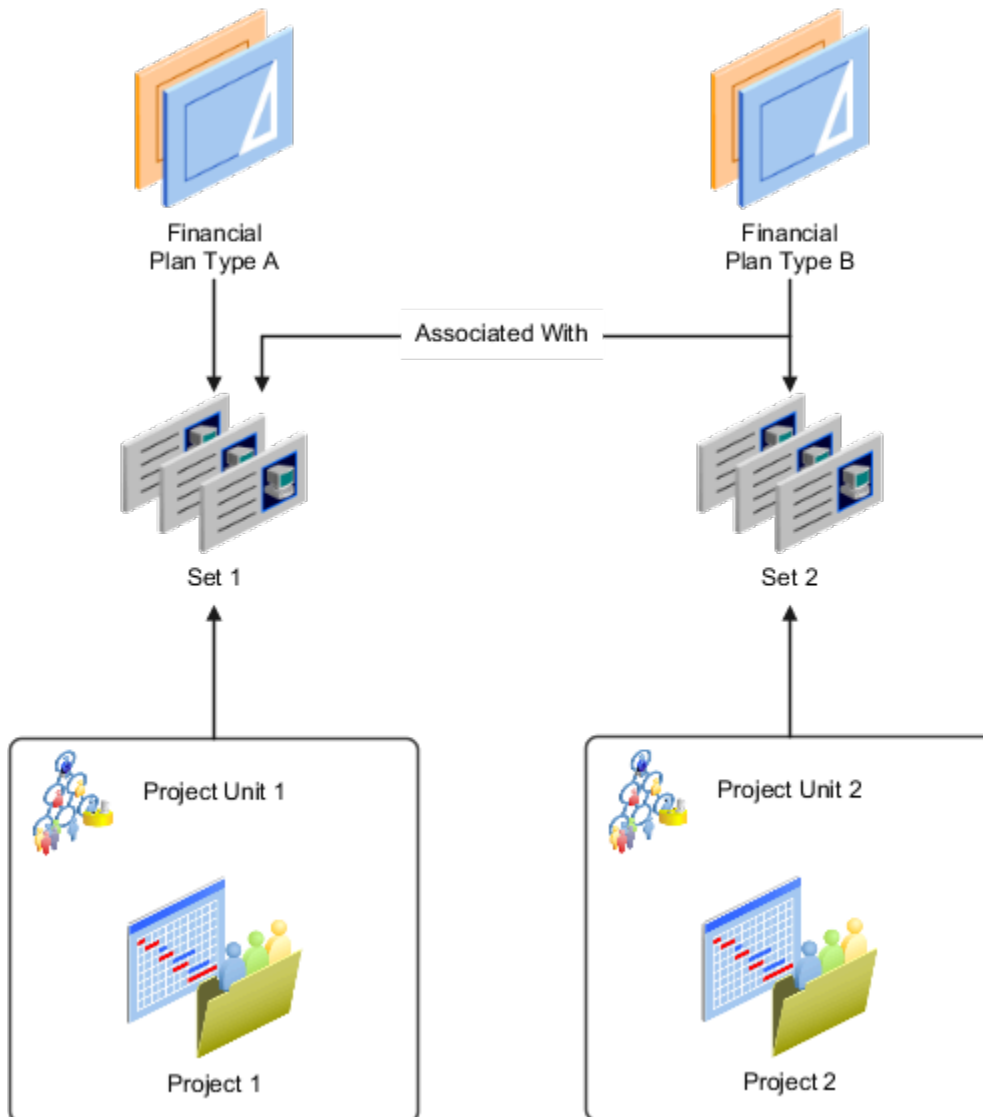 Financial
Plan Type A
Financial
Plan Type B
Associated With
Set 1
Set 2
Project Unit 1
Project Unit 2
Project 1
Project 2